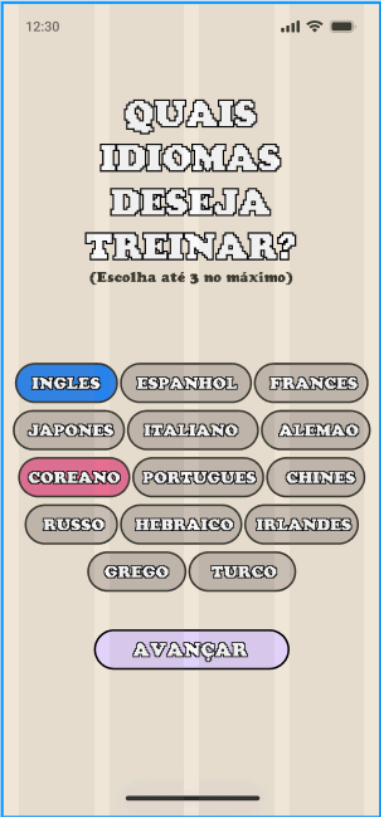 12:30
QUAIS
IDIOMAS
DESEJA
TREINAR?
(Escolha até 3 no máximo)
INGLES ESPANHOL FRANCES
JAPONES ITALIANO ALEMAO
COREANO PORTUGUES CHINES
RUSSO HEBRAICO IRLANDES
GREGO TURCO
AVANÇAR